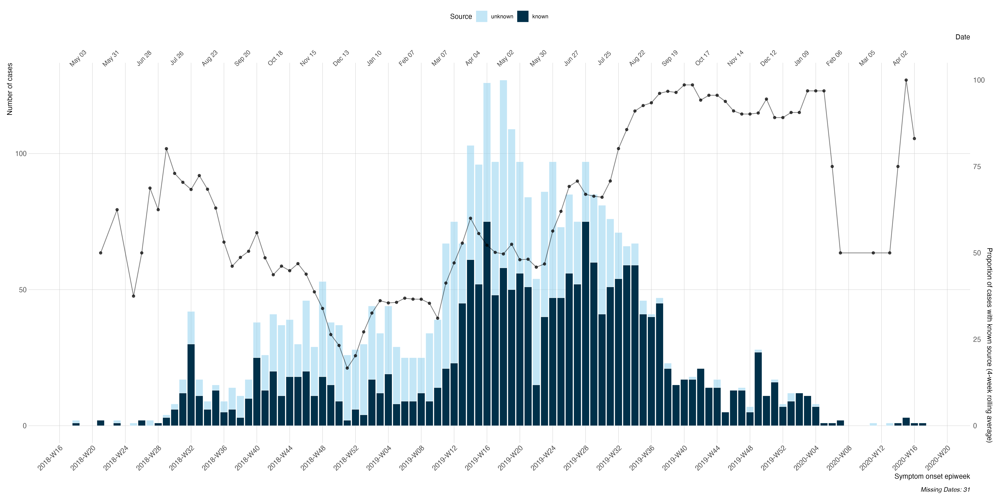 Source unknown known
Date
May 03 May 31 Jun 28 Jul 26 Aug 23 Sep 20 Oct 18 Nov 15 Dec 13 Jan 10 Feb 07 Mar 07 Apr 04 May 02 May 30 Jun 27 Jul 25 Aug 22 Sep 19 Oct 17 Nov 14 Dec 12 Jan 09 Feb 06 Mar 05 Apr 02
Number of cases
100
50
0
100
75
50
25
0
Proportion of cases with known source (4-week rolling average)
2018-W16 2018-W20 2018-W24 2018-W28 2018-W32 2018-W36 2018-W40 2018-W44 2018-W48 2018-W52 2019-W04 2019-W08 2019-W12 2019-W16 2019-W20 2019-W24 2019-W28 2019-W32 2019-W36 2019-W40 2019-W44 2019-W48 2019-W52 2020-W04 2020-W08 2020-W12 2020-W16 2020-W20
Symptom onset epiweek
Missing Dates: 31